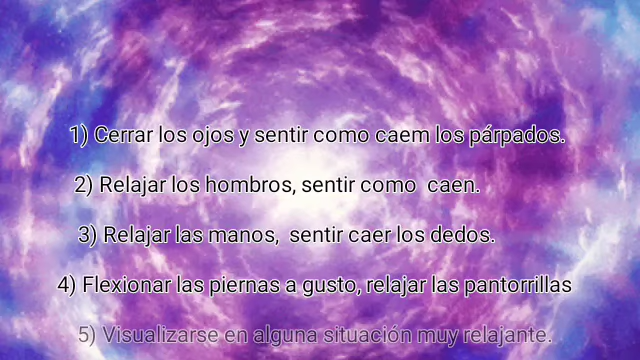 1) Cerrar los ojos y sentir como caem los párpados.
2) Relajar los hombros, sentir como caen.
3) Relajar las manos, sentir caer los dedos.
4) Flexionar las piernas a gusto, relajar las pantorrillas
5) Visualizarse en alguna situación muy relajante.